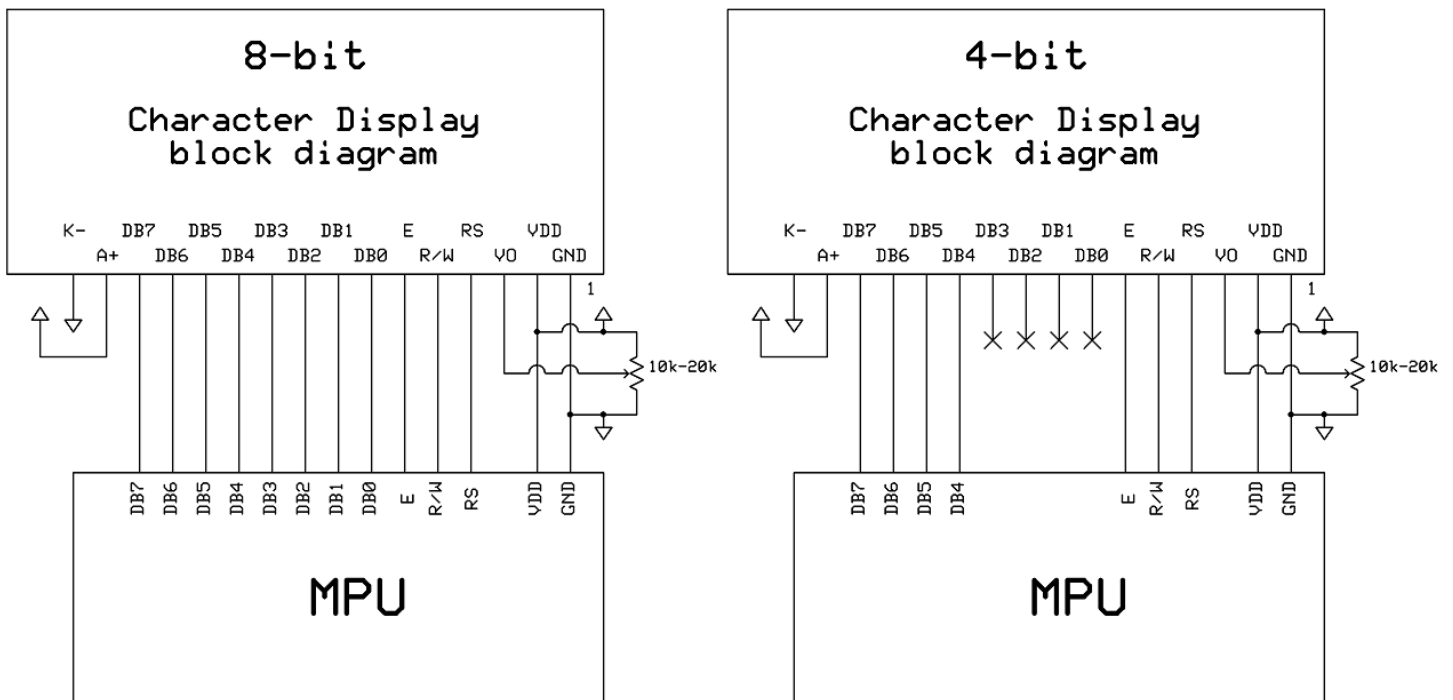 8-bit
Character Display
block diagram
K- DB7 DB5 DB3 DB1 E RS VDD
A+ DB6 DB4 DB2 DB0 R/W VO GND
1
10k-20k
DB7 DB6 DB5 DB4 DB3 DB2 DB1 DB0 E R/W RS VDD GND
MPU
4-bit
Character Display
block diagram
K- DB7 DB5 DB3 DB1 E RS VDD
A+ DB6 DB4 DB2 DB0 R/W VO GND
1
10k-20k
DB7 DB6 DB5 DB4 E R/W RS VDD GND
MPU